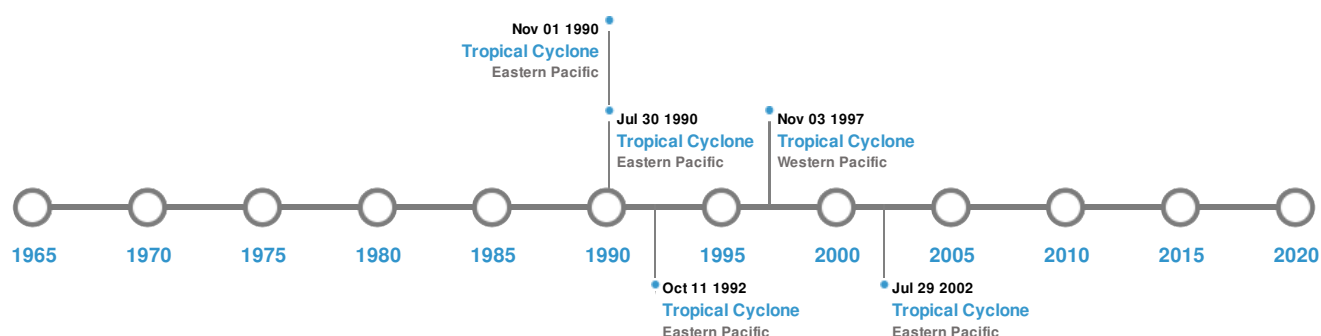 Nov 01 1990
Tropical Cyclone
Eastern Pacific
Jul 30 1990
Tropical Cyclone
Eastern Pacific
Nov 03 1997
Tropical Cyclone
Western Pacific
1965
1970
1975
1980
1985
1990
1995
2000
2005
2010
2015
2020
Oct 11 1992
Tropical Cyclone
Eastern Pacific
Jul 29 2002
Tropical Cyclone
Eastern Pacific